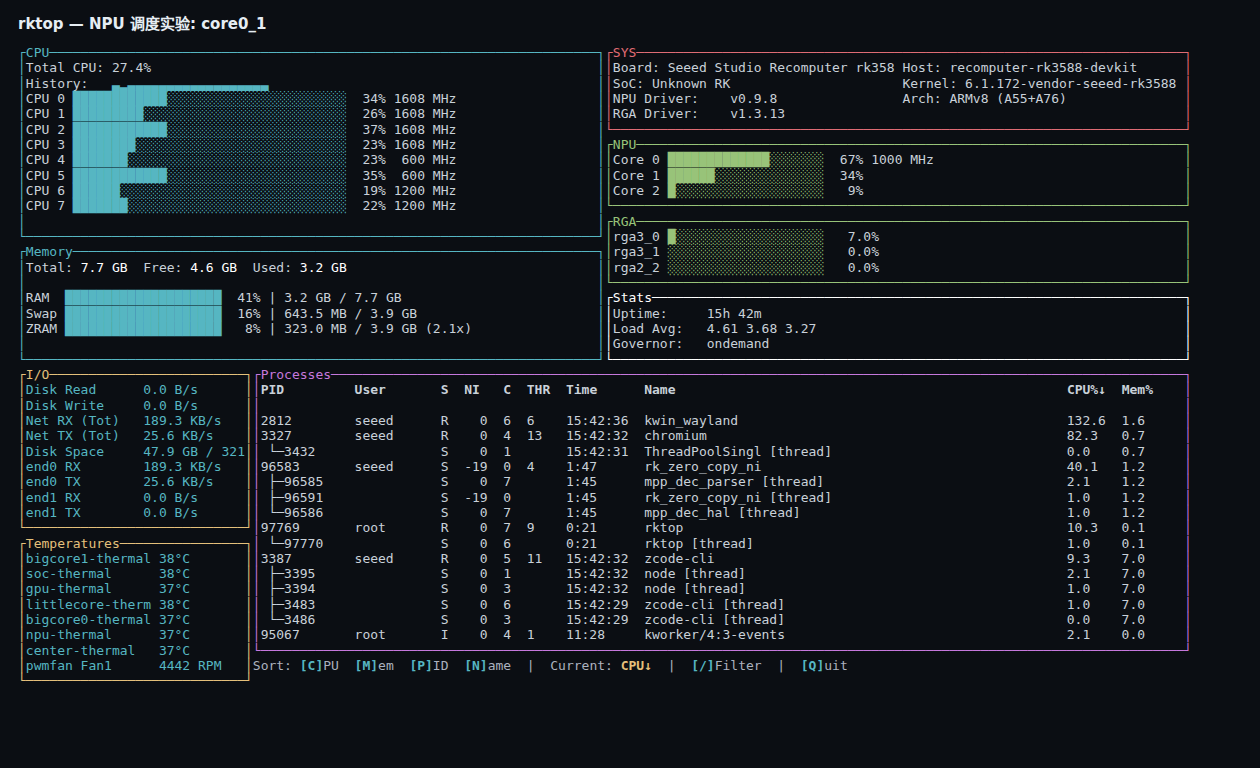 rktop — NPU 调度实验: core0_1
CPU
Total CPU: 27.4%
History:
CPU 0 34% 1608 MHz
CPU 1 26% 1608 MHz
CPU 2 37% 1608 MHz
CPU 3 23% 1608 MHz
CPU 4 23% 600 MHz
CPU 5 35% 600 MHz
CPU 6 19% 1200 MHz
CPU 7 22% 1200 MHz
SYS
Board: Seeed Studio Recomputer rk358 Host: recomputer-rk3588-devkit
SoC: Unknown RK Kernel: 6.1.172-vendor-seeed-rk3588
NPU Driver: v0.9.8 Arch: ARMv8 (A55+A76)
RGA Driver: v1.3.13
NPU
Core 0 67% 1000 MHz
Core 1 34%
Core 2 9%
RGA
rga3_0 7.0%
rga3_1 0.0%
rga2_2 0.0%
Memory
Total: 7.7 GB Free: 4.6 GB Used: 3.2 GB
RAM 41% | 3.2 GB / 7.7 GB
Swap 16% | 643.5 MB / 3.9 GB
ZRAM 8% | 323.0 MB / 3.9 GB (2.1x)
Stats
Uptime: 15h 42m
Load Avg: 4.61 3.68 3.27
Governor: ondemand
I/O
Disk Read 0.0 B/s
Disk Write 0.0 B/s
Net RX (Tot) 189.3 KB/s
Net TX (Tot) 25.6 KB/s
Disk Space 47.9 GB / 321
end0 RX 189.3 KB/s
end0 TX 25.6 KB/s
end1 RX 0.0 B/s
end1 TX 0.0 B/s
Temperatures
bigcore1-thermal 38°C
soc-thermal 38°C
gpu-thermal 37°C
littlecore-therm 38°C
bigcore0-thermal 37°C
npu-thermal 37°C
center-thermal 37°C
pwmfan Fan1 4442 RPM
Processes
PID User S NI C THR Time Name CPU%↓ Mem%
2812 seeed R 0 6 6 15:42:36 kwin_wayland 132.6 1.6
3327 seeed R 0 4 13 15:42:32 chromium 82.3 0.7
└─3432 S 0 1 15:42:31 ThreadPoolSingl [thread] 0.0 0.7
96583 seeed S -19 0 4 1:47 rk_zero_copy_ni 40.1 1.2
├─96585 S 0 7 1:45 mpp_dec_parser [thread] 2.1 1.2
├─96591 S -19 0 1:45 rk_zero_copy_ni [thread] 1.0 1.2
└─96586 S 0 7 1:45 mpp_dec_hal [thread] 1.0 1.2
97769 root R 0 7 9 0:21 rktop 10.3 0.1
└─97770 S 0 6 0:21 rktop [thread] 1.0 0.1
3387 seeed R 0 5 11 15:42:32 zcode-cli 9.3 7.0
├─3395 S 0 1 15:42:32 node [thread] 2.1 7.0
├─3394 S 0 3 15:42:32 node [thread] 1.0 7.0
├─3483 S 0 6 15:42:29 zcode-cli [thread] 1.0 7.0
└─3486 S 0 3 15:42:29 zcode-cli [thread] 0.0 7.0
95067 root I 0 4 1 11:28 kworker/4:3-events 2.1 0.0
Sort: [C]PU [M]em [P]ID [N]ame | Current: CPU↓ | [/]Filter | [Q]uit